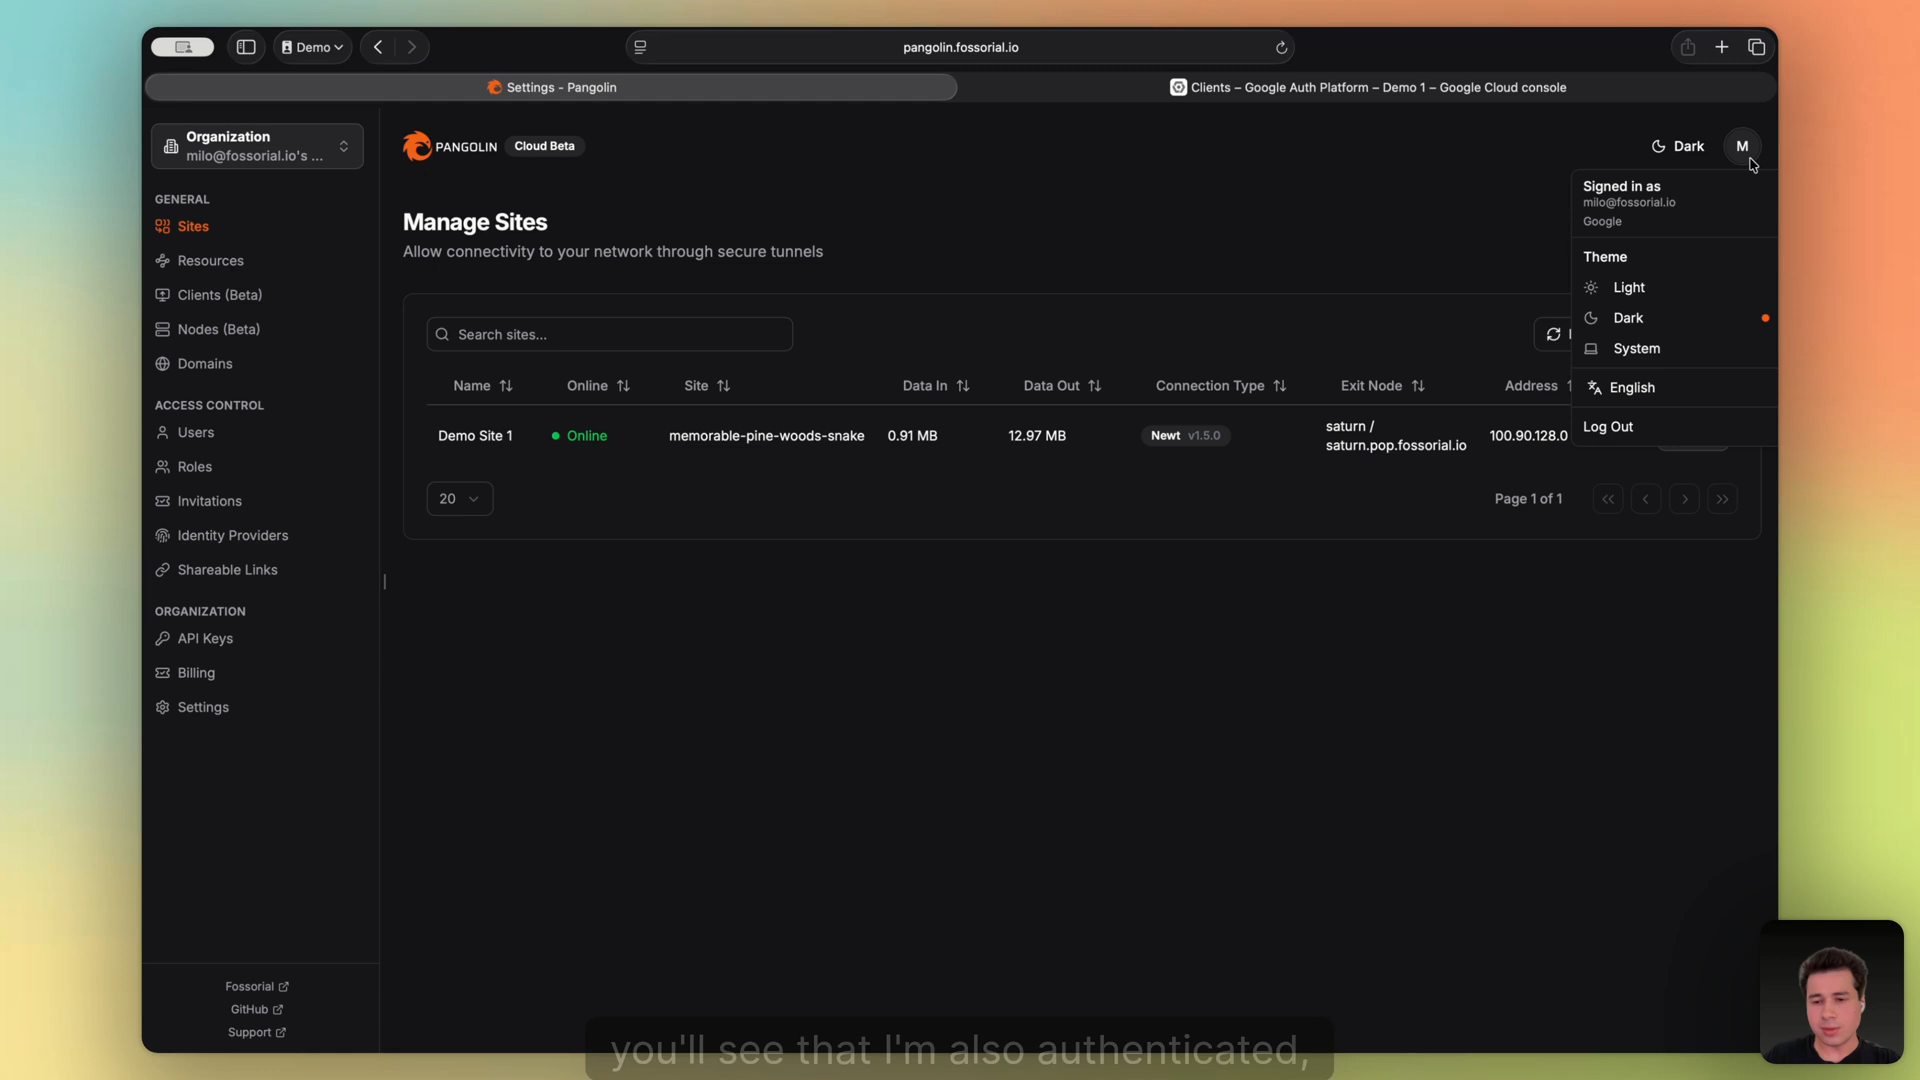 Demo
pangolin.fossorial.io
Settings - Pangolin
Clients – Google Auth Platform – Demo 1 – Google Cloud console
Organization
milo@fossorial.io's ...
PANGOLIN
Cloud Beta
Dark
M
GENERAL
Sites
Resources
Clients (Beta)
Nodes (Beta)
Domains
ACCESS CONTROL
Users
Roles
Invitations
Identity Providers
Shareable Links
ORGANIZATION
API Keys
Billing
Settings
Fossorial
GitHub
Support
Manage Sites
Allow connectivity to your network through secure tunnels
Search sites...
Name Online Site Data In Data Out Connection Type Exit Node Address
Demo Site 1 Online memorable-pine-woods-snake 0.91 MB 12.97 MB Newt v1.5.0 saturn / 100.90.128.0
saturn.pop.fossorial.io
20
Page 1 of 1
Signed in as
milo@fossorial.io
Google
Theme
Light
Dark
System
English
Log Out
you'll see that I'm also authenticated,